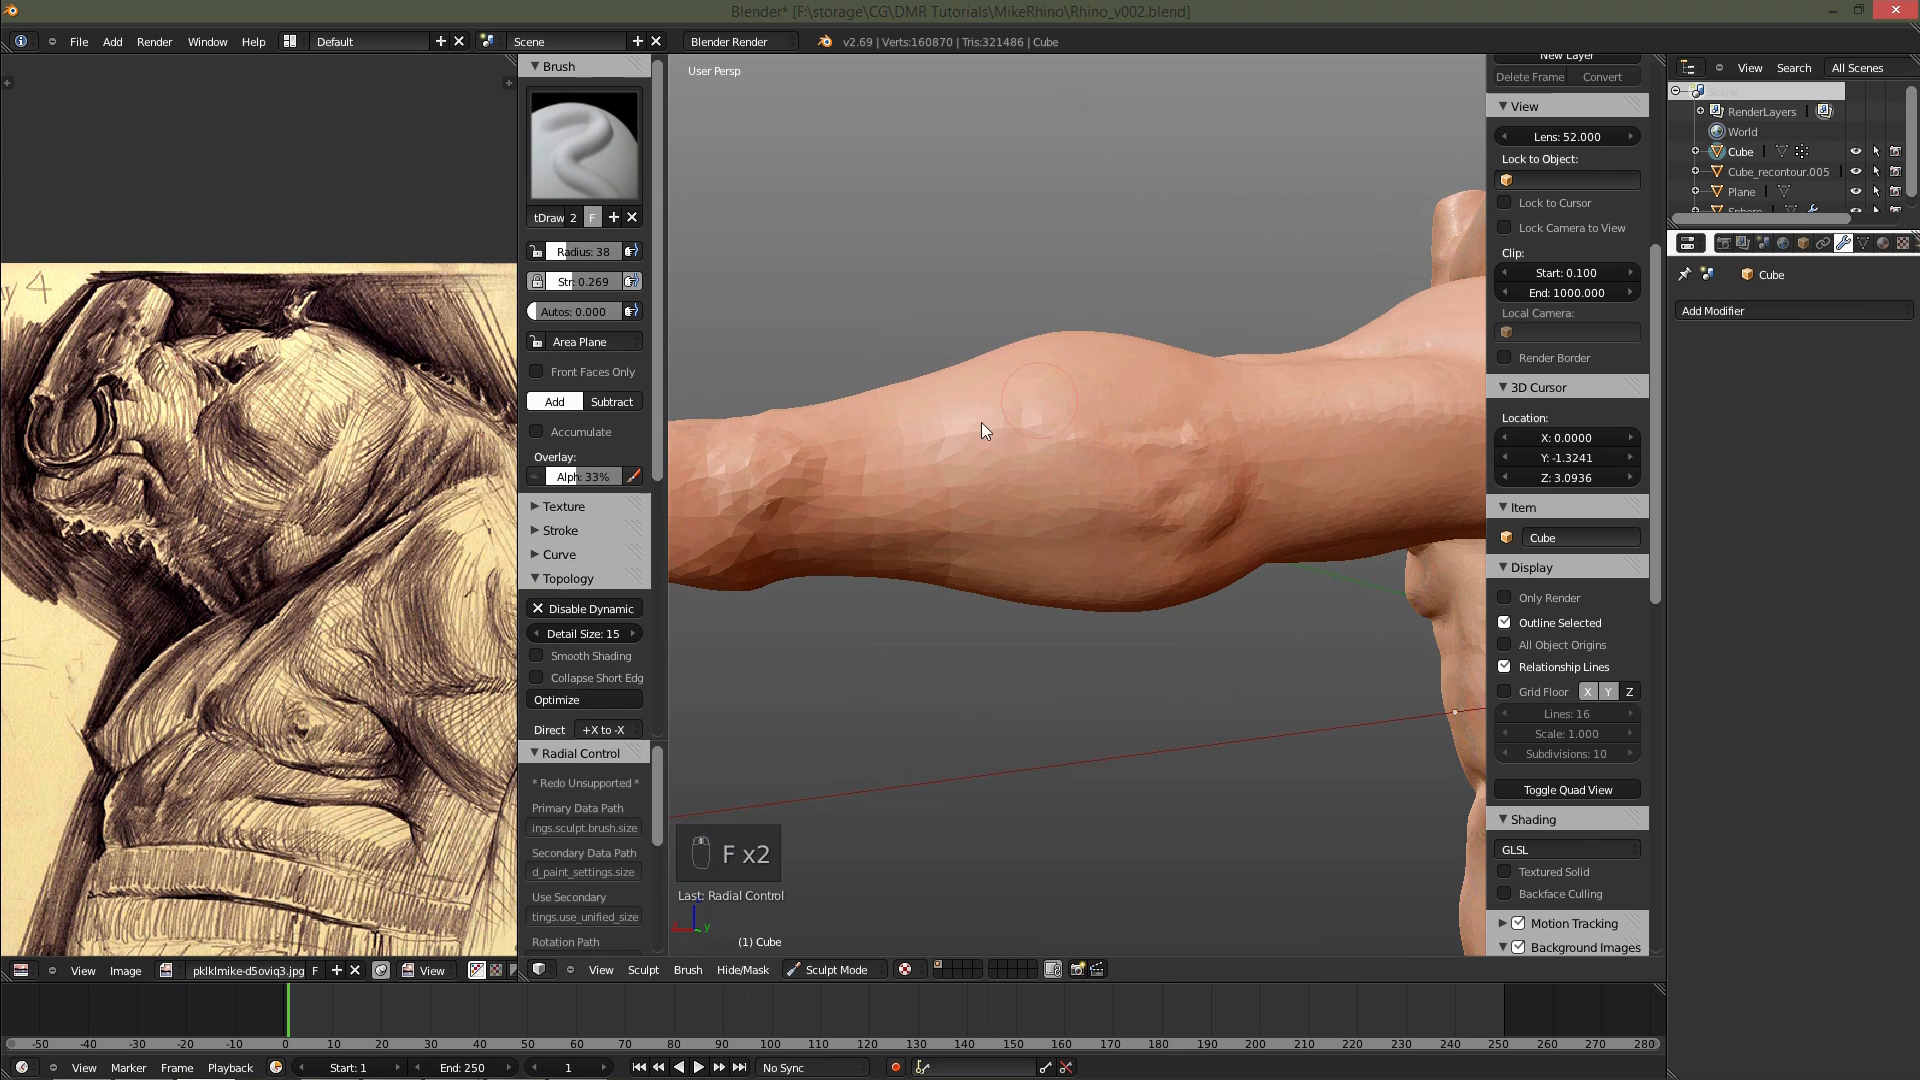 Blender* [F:\storage\CG\DMR Tutorials\MikeRhino\Rhino_v002.blend]
File Add Render Window Help Default Scene Blender Render v2.69 | Verts:160870 | Tris:321486 | Cube
Brush
tDraw 2 F
Radius: 38
Str: 0.269
Autos: 0.000
Area Plane
Front Faces Only
Add Subtract
Accumulate
Overlay:
Alph: 33%
Texture
Stroke
Curve
Topology
Disable Dynamic
Detail Size: 15
Smooth Shading
Collapse Short Edg
Optimize
Direct +X to -X
Radial Control
* Redo Unsupported *
Primary Data Path
ings.sculpt.brush.size
Secondary Data Path
d_paint_settings.size
Use Secondary
tings.use_unified_size
Rotation Path
User Persp
F x2
Last: Radial Control
y
(1) Cube
New Layer
Delete Frame Convert
View
Lens: 52.000
Lock to Object:
Lock to Cursor
Lock Camera to View
Clip:
Start: 0.100
End: 1000.000
Local Camera:
Render Border
3D Cursor
Location:
X: 0.0000
Y: -1.3241
Z: 3.0936
Item
Cube
Display
Only Render
Outline Selected
All Object Origins
Relationship Lines
Grid Floor X Y Z
Lines: 16
Scale: 1.000
Subdivisions: 10
Toggle Quad View
Shading
GLSL
Textured Solid
Backface Culling
Motion Tracking
Background Images
View Search All Scenes
RenderLayers
World
Cube
Cube_recontour.005
Plane
Cube
Add Modifier
View Image pklklmike-d5oviq3.jpg F View
View Sculpt Brush Hide/Mask Sculpt Mode
-50 -40 -30 -20 -10 0 10 20 30 40 50 60 70 80 90 100 110 120 130 140 150 160 170 180 190 200 210 220 230 240 250 260 270 280
View Marker Frame Playback Start: 1 End: 250 1 No Sync